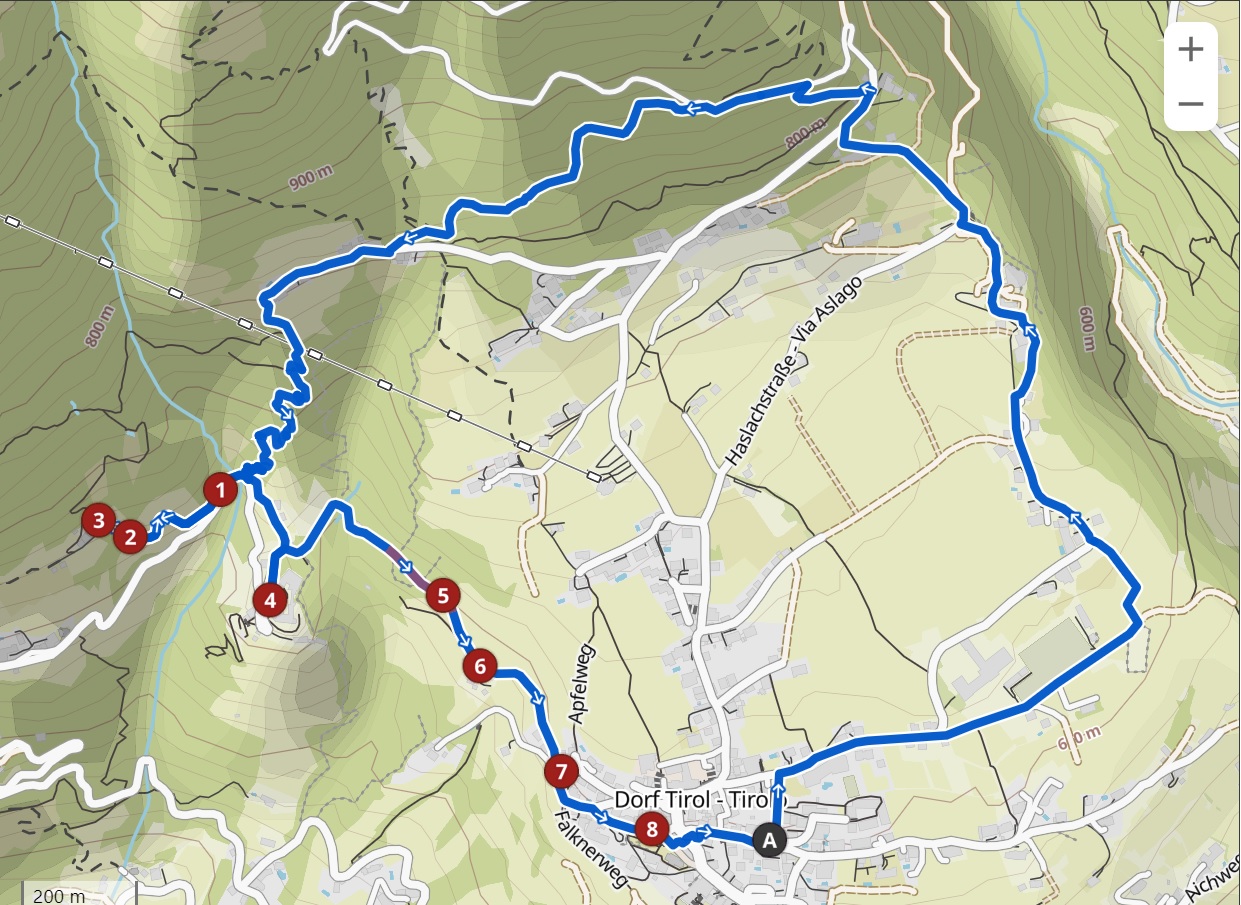 +
−
800 m
900 m
800 m
600 m
Haslachstraße - Via Aslago
1
3
2
4
5
6
Apfelweg
600 m
7
Dorf Tirol - Tirolo
8
A
Falknerweg
200 m